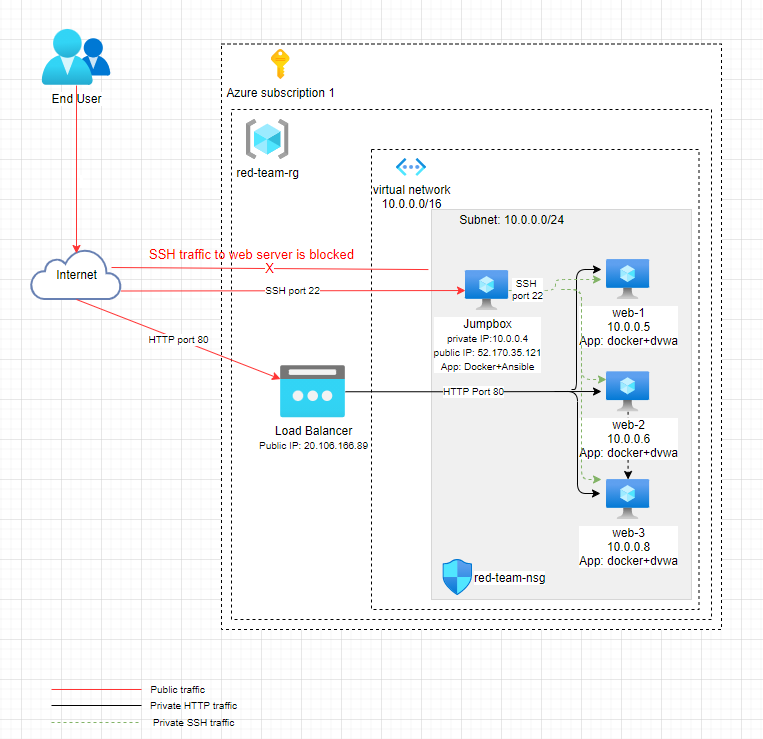 End User
Azure subscription 1
red-team-rg
virtual network
10.0.0.0/16
Subnet: 10.0.0.0/24
SSH traffic to web server is blocked
X
Internet
SSH port 22
SSH
port 22
Jumpbox
private IP:10.0.0.4
public IP: 52.170.35.121
App: Docker+Ansible
web-1
10.0.0.5
App: docker+dvwa
HTTP port 80
HTTP Port 80
Load Balancer
Public IP: 20.106.166.89
web-2
10.0.0.6
App: docker+dvwa
web-3
10.0.0.8
App: docker+dvwa
red-team-nsg
Public traffic
Private HTTP traffic
Private SSH traffic